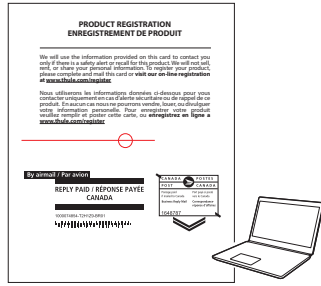 PRODUCT REGISTRATION
ENREGISTREMENT DE PRODUIT
We will use the information provided on this card to contact you
only if there is a safety alert or recall for this product. We will not sell,
rent, or share your personal information. To register your product,
please complete and mail this card or visit our on-line registration
at www.thule.com/register
Nous utiliserons les informations données ci-dessous pour vous
contacter uniquement en cas d'alerte sécuritaire ou de rappel de ce
produit. En aucun cas nous ne pourrons vendre, louer, ou divulguer
votre information personelle. Pour enregistrer votre produit
veuillez remplir et poster cette carte, ou enregistrez en ligne a
www.thule.com/register
By airmail / Par avion
REPLY PAID / RÉPONSE PAYÉE
CANADA
CANADA POSTES
POST CANADA
Business Reply Mail
Correspondance-
réponse d'affaires
1648787